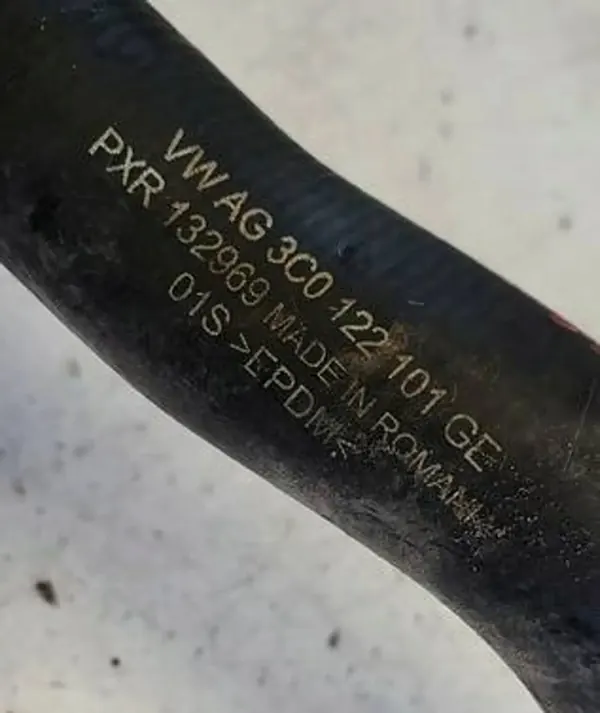 VW AG 3C0 122 101 GE
PXR 132969 MADE IN ROMANIA
01S >EPDM<